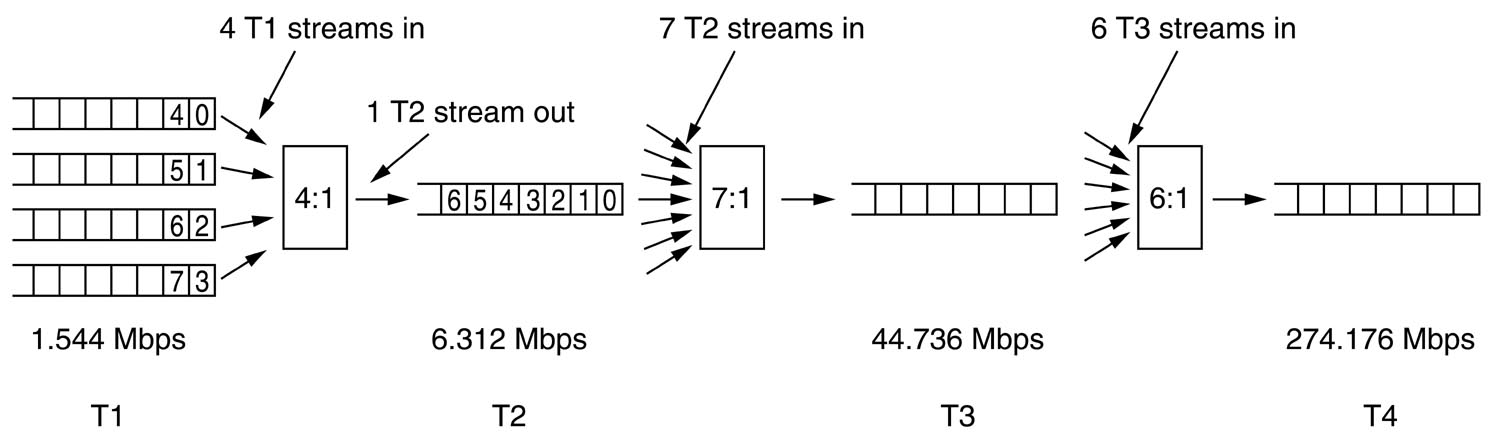 4 T1 streams in
7 T2 streams in
6 T3 streams in
1 T2 stream out
4 0
5 1
6 2
7 3
4:1
6 5 4 3 2 1 0
7:1
6:1
1.544 Mbps
6.312 Mbps
44.736 Mbps
274.176 Mbps
T1
T2
T3
T4